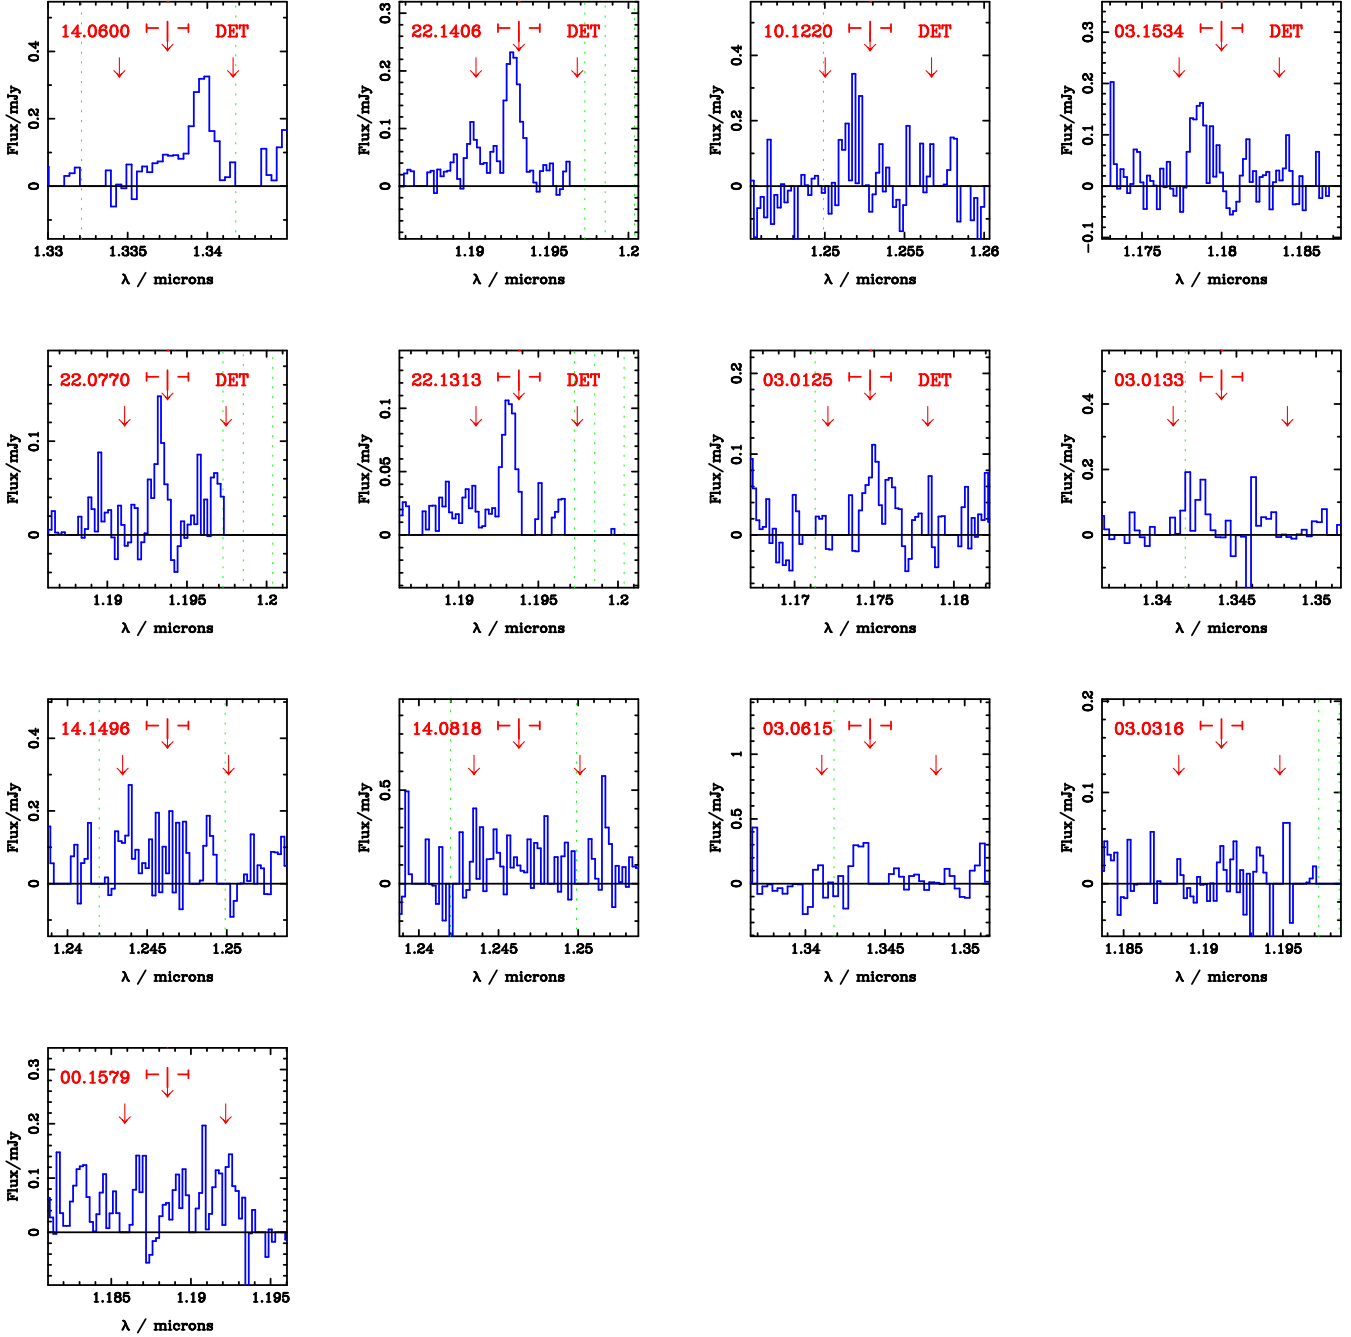 14.0600 DET
Flux/mJy
0 0.2 0.4
1.33 1.335 1.34
λ / microns
22.1406 DET
Flux/mJy
0 0.1 0.2 0.3
1.19 1.195 1.2
λ / microns
10.1220 DET
Flux/mJy
0 0.2 0.4
1.25 1.255 1.26
λ / microns
03.1534 DET
Flux/mJy
−0.1 0 0.1 0.2 0.3
1.175 1.18 1.185
λ / microns
22.0770 DET
Flux/mJy
0 0.1
1.19 1.195 1.2
λ / microns
22.1313 DET
Flux/mJy
0 0.05 0.1
1.19 1.195 1.2
λ / microns
03.0125 DET
Flux/mJy
0 0.1 0.2
1.17 1.175 1.18
λ / microns
03.0133
Flux/mJy
0 0.2 0.4
1.34 1.345 1.35
λ / microns
14.1496
Flux/mJy
0 0.2 0.4
1.24 1.245 1.25
λ / microns
14.0818
Flux/mJy
0 0.5
1.24 1.245 1.25
λ / microns
03.0615
Flux/mJy
0 0.5 1
1.34 1.345 1.35
λ / microns
03.0316
Flux/mJy
0 0.1 0.2
1.185 1.19 1.195
λ / microns
00.1579
Flux/mJy
0 0.1 0.2 0.3
1.185 1.19 1.195
λ / microns